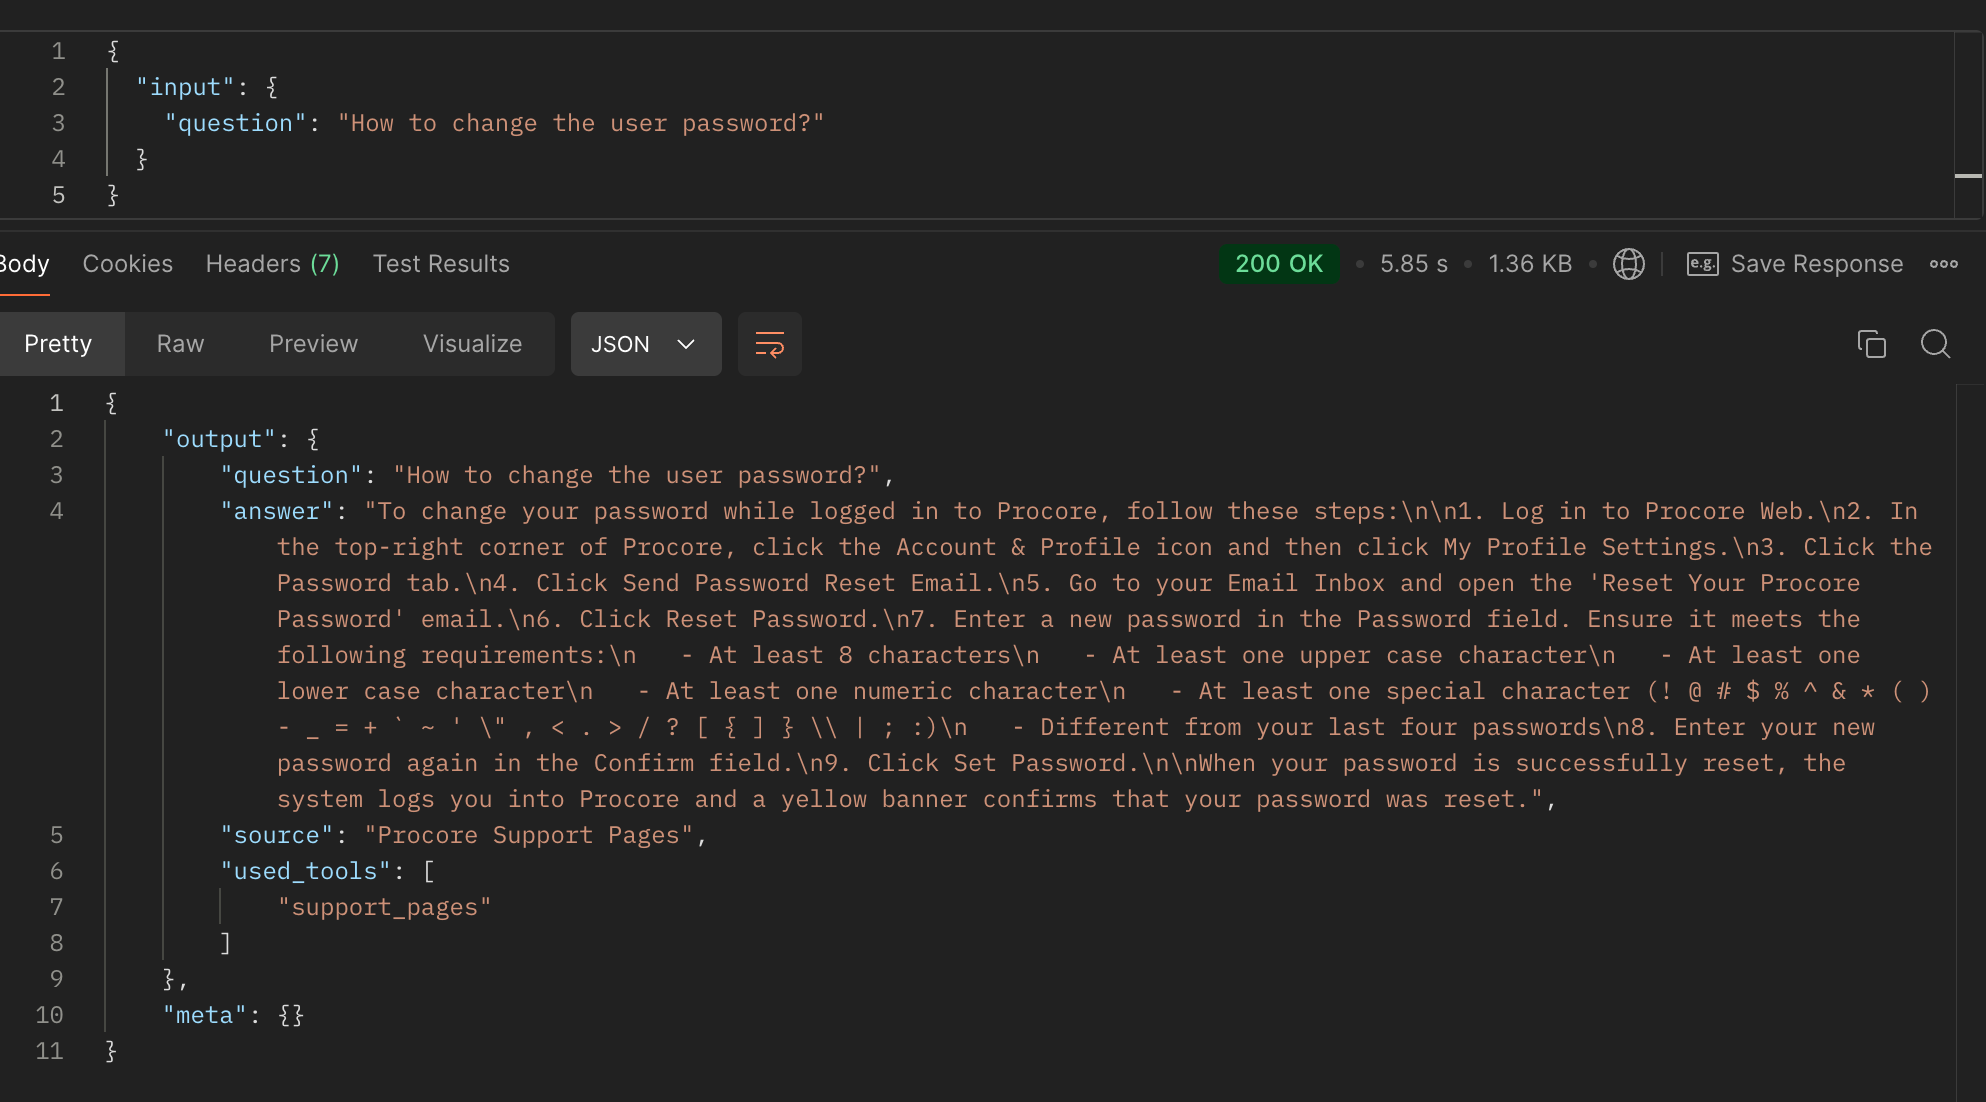 1 {
2 "input": {
3 "question": "How to change the user password?"
4 }
5 }
Body Cookies Headers (7) Test Results 200 OK • 5.85 s • 1.36 KB • e.g. Save Response ooo
Pretty Raw Preview Visualize JSON
1 {
2 "output": {
3 "question": "How to change the user password?",
4 "answer": "To change your password while logged in to Procore, follow these steps:\n\n1. Log in to Procore Web.\n2. In
the top-right corner of Procore, click the Account & Profile icon and then click My Profile Settings.\n3. Click the
Password tab.\n4. Click Send Password Reset Email.\n5. Go to your Email Inbox and open the 'Reset Your Procore
Password' email.\n6. Click Reset Password.\n7. Enter a new password in the Password field. Ensure it meets the
following requirements:\n   - At least 8 characters\n   - At least one upper case character\n   - At least one
lower case character\n   - At least one numeric character\n   - At least one special character (! @ # $ % ^ & * ( )
- _ = + ` ~ ' \" , < . > / ? [ { ] } \\ | ; :)\n   - Different from your last four passwords\n8. Enter your new
password again in the Confirm field.\n9. Click Set Password.\n\nWhen your password is successfully reset, the
system logs you into Procore and a yellow banner confirms that your password was reset.",
5 "source": "Procore Support Pages",
6 "used_tools": [
7 "support_pages"
8 ]
9 },
10 "meta": {}
11 }